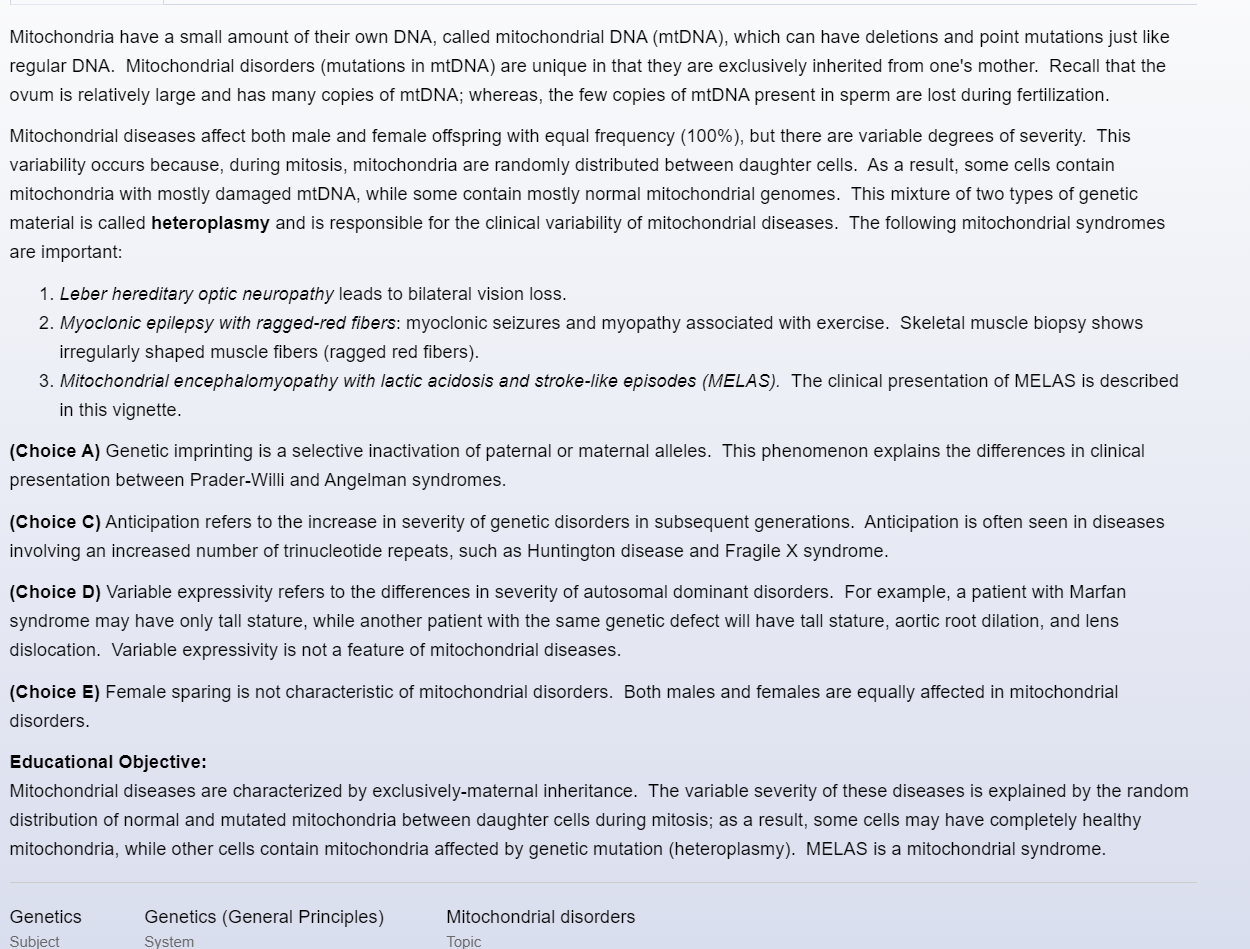 Mitochondria have a small amount of their own DNA, called mitochondrial DNA (mtDNA), which can have deletions and point mutations just like
regular DNA.  Mitochondrial disorders (mutations in mtDNA) are unique in that they are exclusively inherited from one's mother.  Recall that the
ovum is relatively large and has many copies of mtDNA; whereas, the few copies of mtDNA present in sperm are lost during fertilization.
Mitochondrial diseases affect both male and female offspring with equal frequency (100%), but there are variable degrees of severity.  This
variability occurs because, during mitosis, mitochondria are randomly distributed between daughter cells.  As a result, some cells contain
mitochondria with mostly damaged mtDNA, while some contain mostly normal mitochondrial genomes.  This mixture of two types of genetic
material is called heteroplasmy and is responsible for the clinical variability of mitochondrial diseases.  The following mitochondrial syndromes
are important:
1. Leber hereditary optic neuropathy leads to bilateral vision loss.
2. Myoclonic epilepsy with ragged-red fibers: myoclonic seizures and myopathy associated with exercise.  Skeletal muscle biopsy shows
irregularly shaped muscle fibers (ragged red fibers).
3. Mitochondrial encephalomyopathy with lactic acidosis and stroke-like episodes (MELAS).  The clinical presentation of MELAS is described
in this vignette.
(Choice A) Genetic imprinting is a selective inactivation of paternal or maternal alleles.  This phenomenon explains the differences in clinical
presentation between Prader-Willi and Angelman syndromes.
(Choice C) Anticipation refers to the increase in severity of genetic disorders in subsequent generations.  Anticipation is often seen in diseases
involving an increased number of trinucleotide repeats, such as Huntington disease and Fragile X syndrome.
(Choice D) Variable expressivity refers to the differences in severity of autosomal dominant disorders.  For example, a patient with Marfan
syndrome may have only tall stature, while another patient with the same genetic defect will have tall stature, aortic root dilation, and lens
dislocation.  Variable expressivity is not a feature of mitochondrial diseases.
(Choice E) Female sparing is not characteristic of mitochondrial disorders.  Both males and females are equally affected in mitochondrial
disorders.
Educational Objective:
Mitochondrial diseases are characterized by exclusively-maternal inheritance.  The variable severity of these diseases is explained by the random
distribution of normal and mutated mitochondria between daughter cells during mitosis; as a result, some cells may have completely healthy
mitochondria, while other cells contain mitochondria affected by genetic mutation (heteroplasmy).  MELAS is a mitochondrial syndrome.
Genetics Genetics (General Principles) Mitochondrial disorders
Subject System Topic